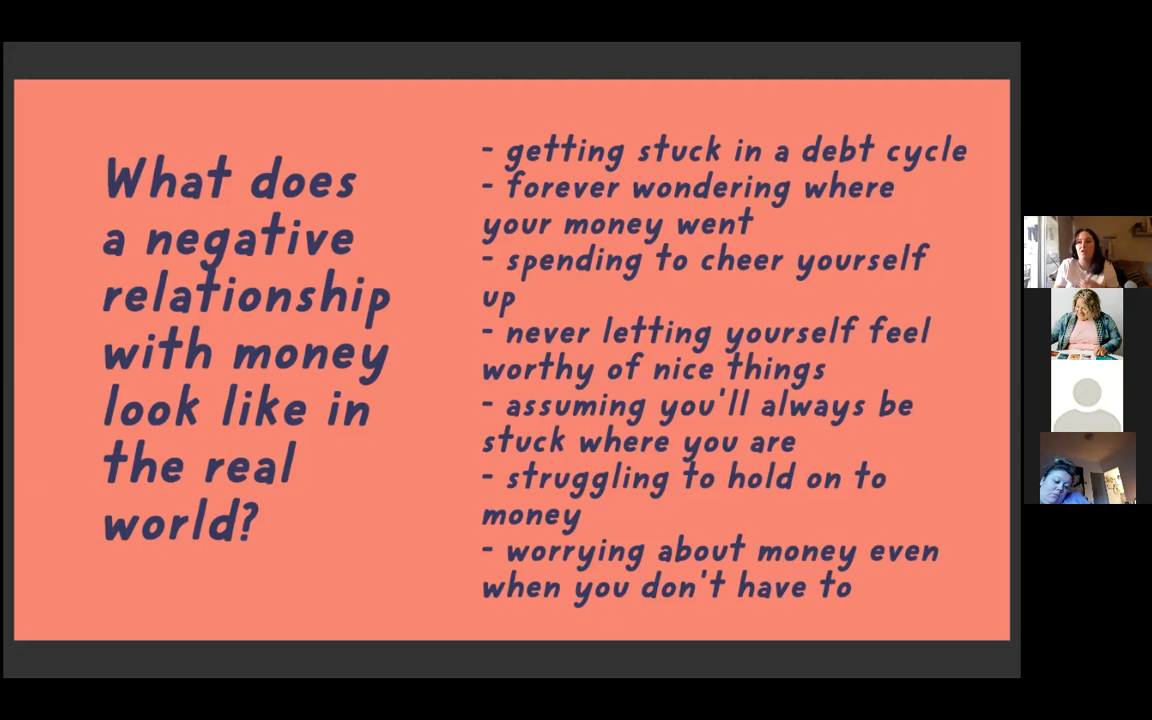 What does
a negative
relationship
with money
look like in
the real
world?
- getting stuck in a debt cycle
- forever wondering where
your money went
- spending to cheer yourself
up
- never letting yourself feel
worthy of nice things
- assuming you'll always be
stuck where you are
- struggling to hold on to
money
- worrying about money even
when you don't have to